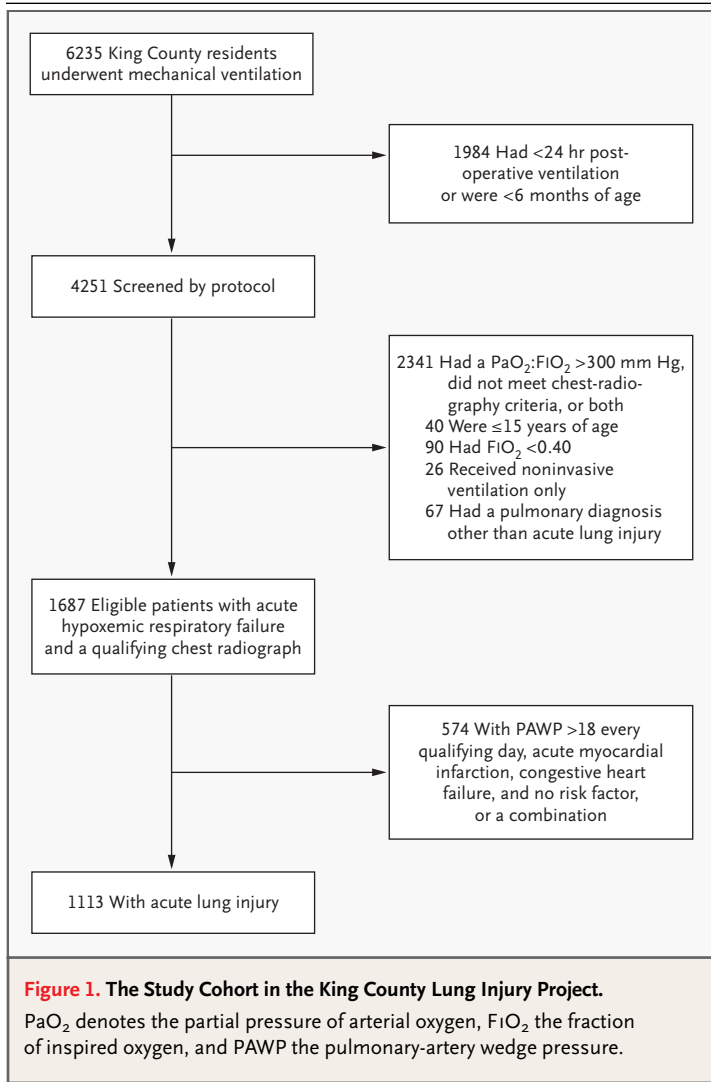 6235 King County residents
underwent mechanical ventilation
1984 Had <24 hr post-
operative ventilation
or were <6 months of age
4251 Screened by protocol
2341 Had a PaO₂:FIO₂ >300 mm Hg,
did not meet chest-radio-
graphy criteria, or both
40 Were ≤15 years of age
90 Had FIO₂ <0.40
26 Received noninvasive
ventilation only
67 Had a pulmonary diagnosis
other than acute lung injury
1687 Eligible patients with acute
hypoxemic respiratory failure
and a qualifying chest radiograph
574 With PAWP >18 every
qualifying day, acute myocardial
infarction, congestive heart
failure, and no risk factor,
or a combination
1113 With acute lung injury
Figure 1. The Study Cohort in the King County Lung Injury Project.
PaO₂ denotes the partial pressure of arterial oxygen, FIO₂ the fraction
of inspired oxygen, and PAWP the pulmonary-artery wedge pressure.